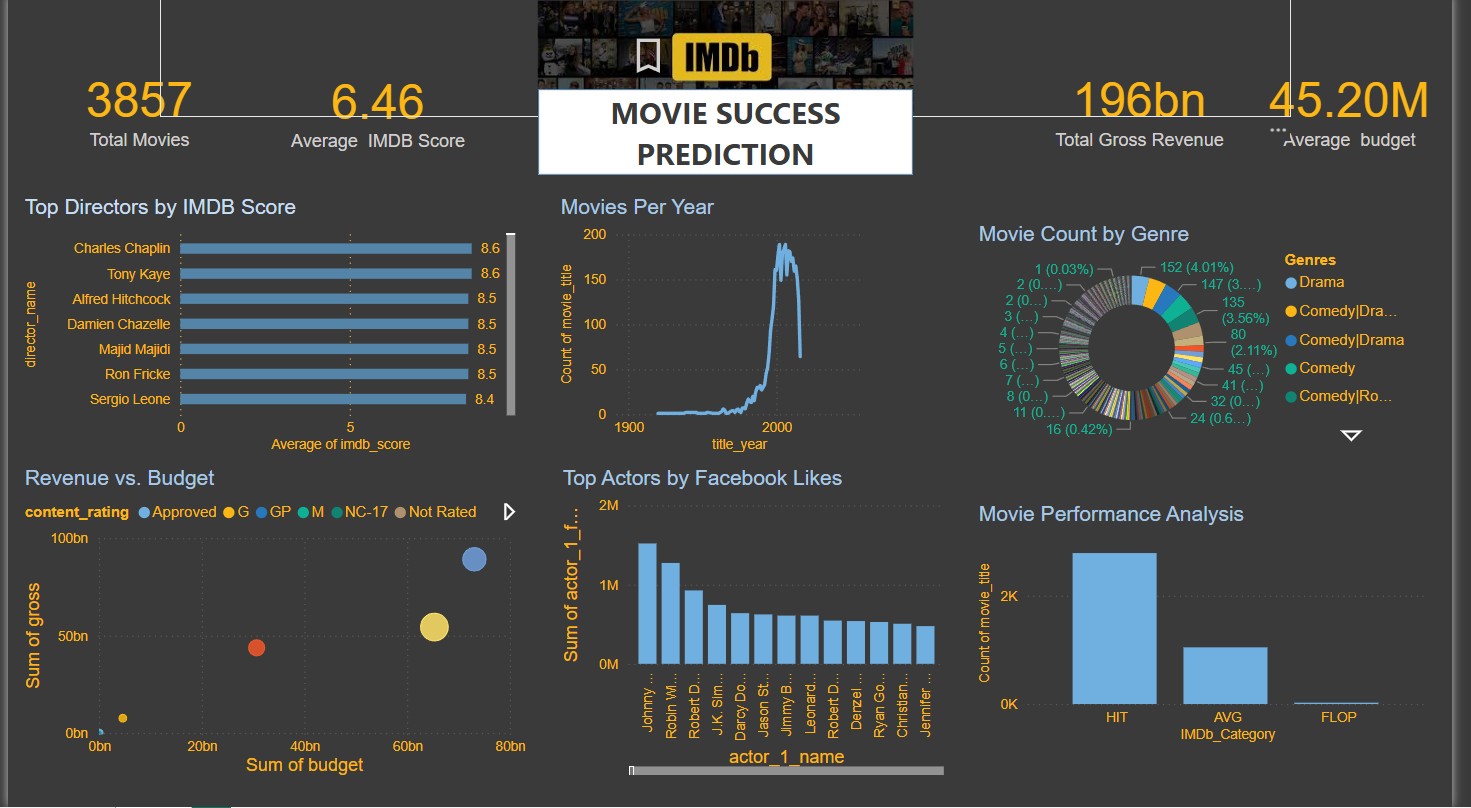 IMDb
MOVIE SUCCESS
PREDICTION
3857
Total Movies
6.46
Average IMDB Score
196bn
Total Gross Revenue
45.20M
Average budget
Top Directors by IMDB Score
director_name
Charles Chaplin 8.6
Tony Kaye 8.6
Alfred Hitchcock 8.5
Damien Chazelle 8.5
Majid Majidi 8.5
Ron Fricke 8.5
Sergio Leone 8.4
0 5
Average of imdb_score
Movies Per Year
Count of movie_title
200
150
100
50
0
1900 2000
title_year
Movie Count by Genre
1 (0.03%)
2 (0....)
2 (0...)
3 (...)
4 (...)
5 (...)
6 (...)
7 (...)
8 (0...)
11 (0....)
16 (0.42%)
152 (4.01%)
147 (3....)
135
(3.56%)
80
(2.11%)
45 (...)
41 (...)
32 (0...)
24 (0.6...)
Genres
Drama
Comedy|Dra...
Comedy|Drama
Comedy
Comedy|Ro...
Revenue vs. Budget
content_rating Approved G GP M NC-17 Not Rated
Sum of gross
100bn
50bn
0bn
0bn 20bn 40bn 60bn 80bn
Sum of budget
Top Actors by Facebook Likes
Sum of actor_1_f...
2M
1M
0M
Johnny ...
Robin Wi...
Robert D...
J.K. Sim...
Darcy Do...
Jason St...
Jimmy B...
Leonard...
Robert D...
Denzel ...
Ryan Go...
Christian...
Jennifer ...
actor_1_name
Movie Performance Analysis
Count of movie_title
2K
0K
HIT AVG FLOP
IMDb_Category